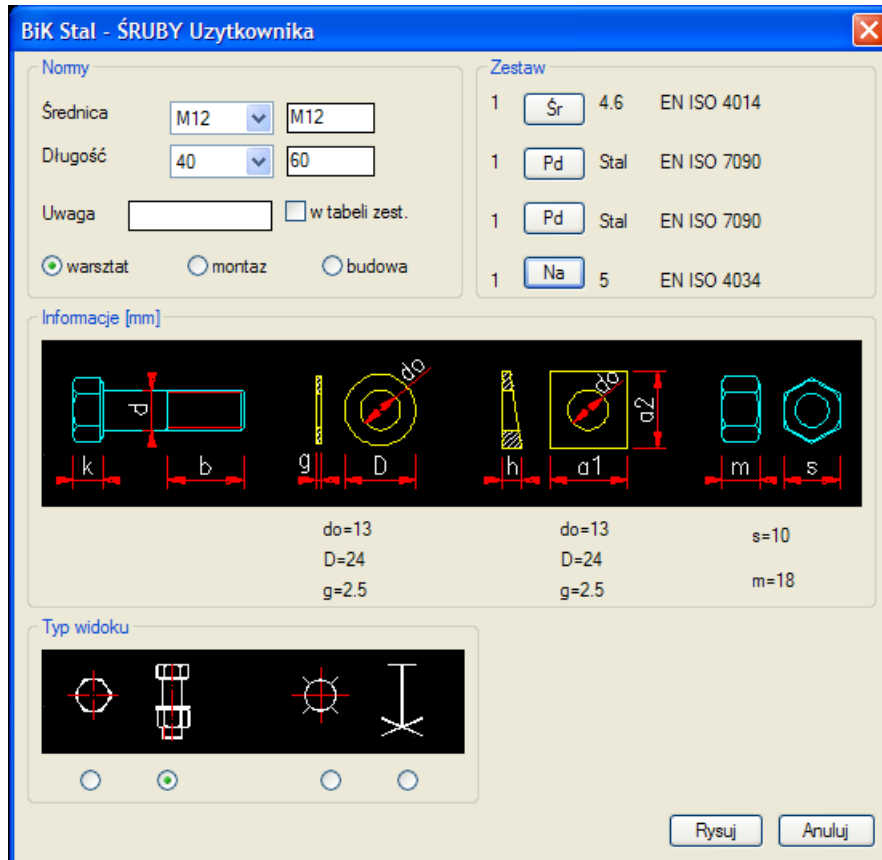 BiK Stal - ŚRUBY Uzytkownika
Normy
Średnica M12 M12
Długość 40 60
Uwaga w tabeli zest.
warsztat montaz budowa
Zestaw
1 Śr 4.6 EN ISO 4014
1 Pd Stal EN ISO 7090
1 Pd Stal EN ISO 7090
1 Na 5 EN ISO 4034
Informacje [mm]
d do do a2
k b g D h a1 m s
do=13 do=13 s=10
D=24 D=24
g=2.5 g=2.5 m=18
Typ widoku
Rysuj Anuluj